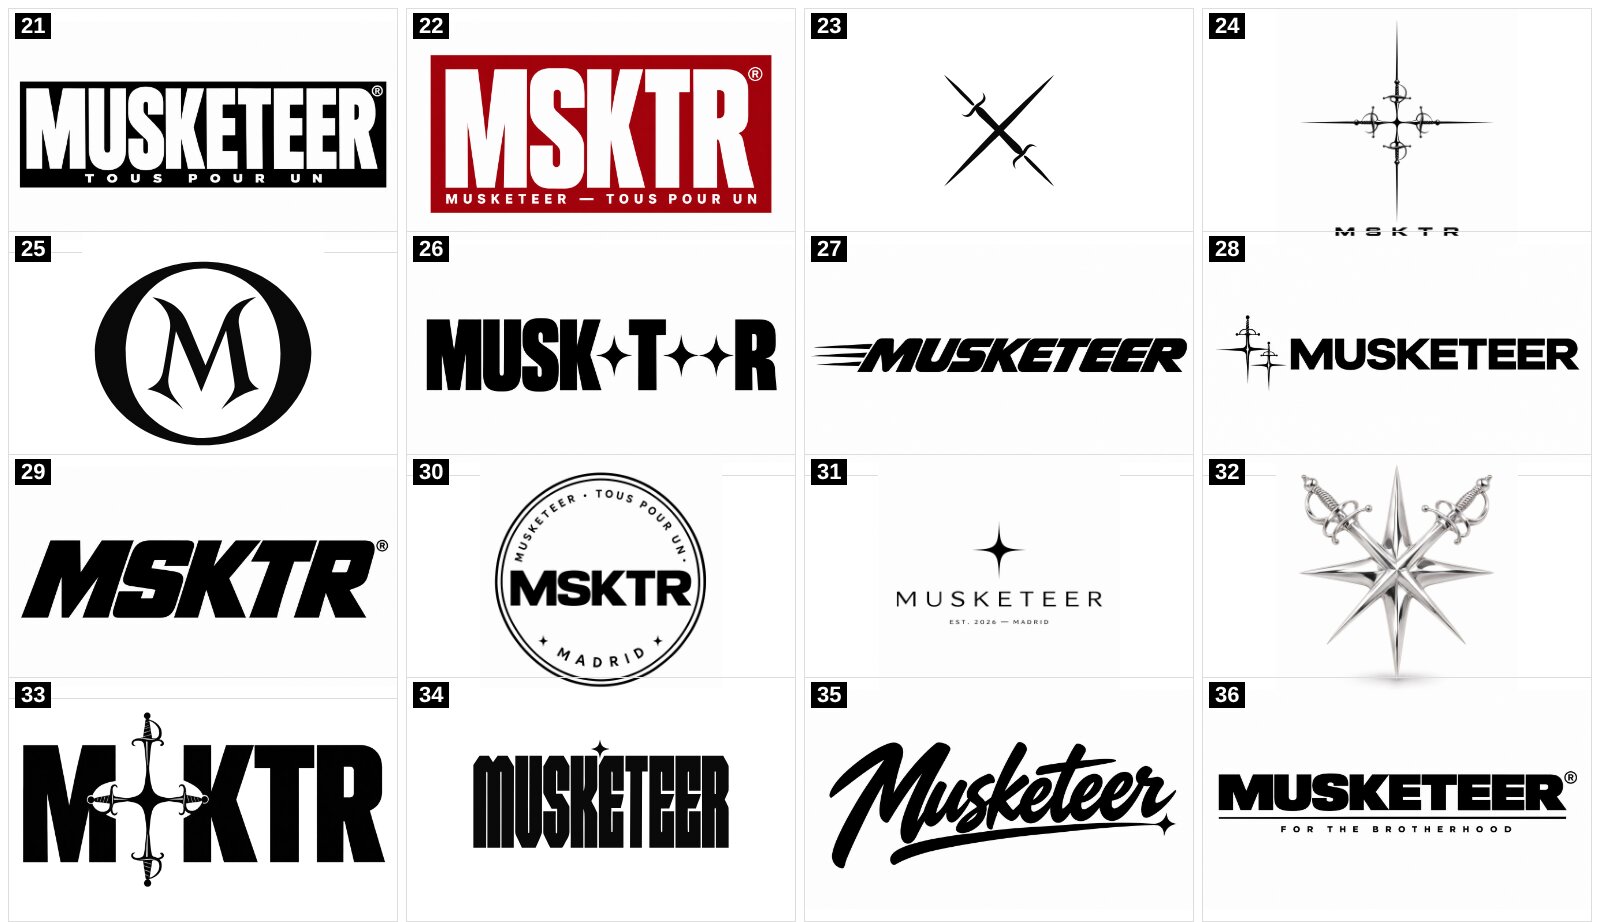 21
MUSKETEER®
TOUS POUR UN
22
MSKTR®
MUSKETEER — TOUS POUR UN
23
24
MSKTR
25
M
26
MUSK✦T✦✦R
27
MUSKETEER
28
MUSKETEER
29
MSKTR®
30
MUSKETEER • TOUS POUR UN •
MSKTR
✦ MADRID ✦
31
MUSKETEER
EST. 2026 — MADRID
32
33
M KTR
34
MUSKETEER
35
Musketeer
36
MUSKETEER®
FOR THE BROTHERHOOD